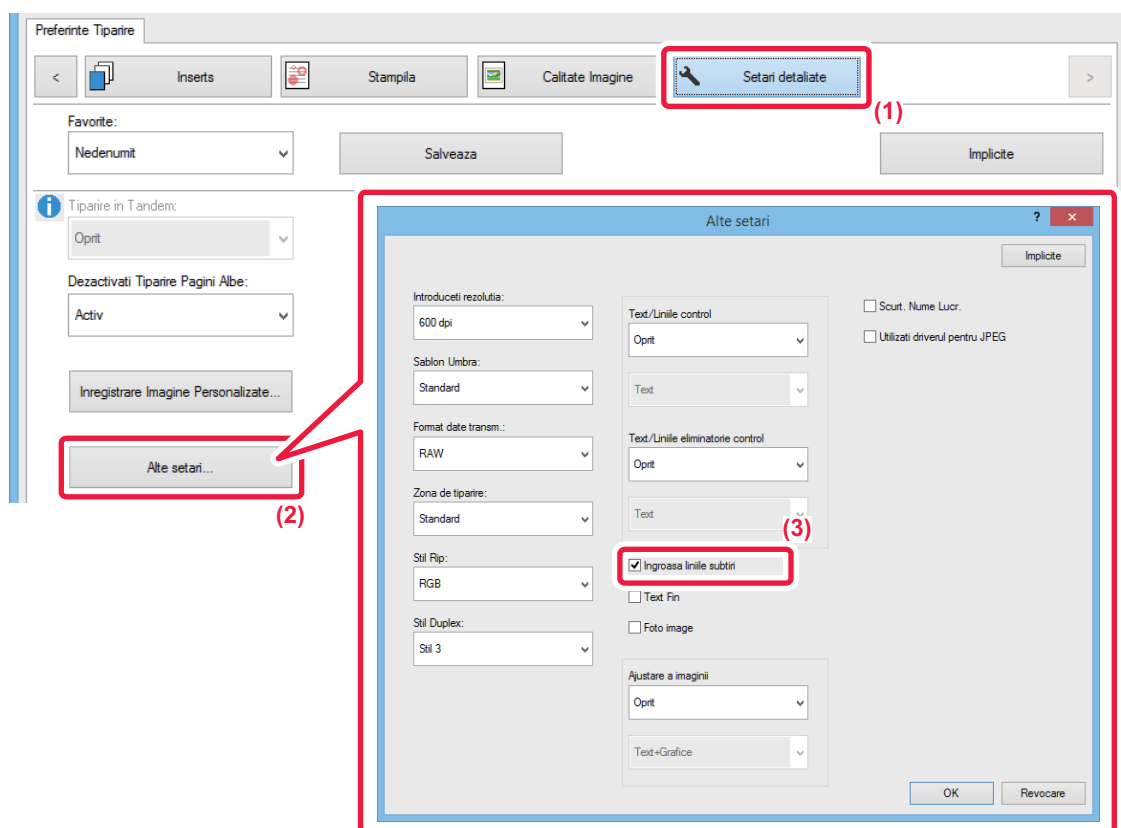 Preferinte Tiparire
<
Inserts
Stampila
Calitate Imagine
Setari detaliate
>
(1)
Favorite:
Nedenumit
Salveaza
Implicite
Tiparire in Tandem:
Oprit
Dezactivati Tiparire Pagini Albe:
Activ
Inregistrare Imagine Personalizate...
Alte setari...
(2)
Alte setari
? ×
Implicite
Introduceti rezolutia:
600 dpi
Sablon Umbra:
Standard
Format date transm.:
RAW
Zona de tiparire:
Standard
Stil Rip:
RGB
Stil Duplex:
Stil 3
Text/Liniile control
Oprit
Text
Text/Liniile eliminatorie control
Oprit
Text
(3)
Ingroasa liniile subtiri
Text Fin
Foto image
Ajustare a imaginii
Oprit
Text+Grafice
Scurt. Nume Lucr.
Utilizati driverul pentru JPEG
OK
Revocare